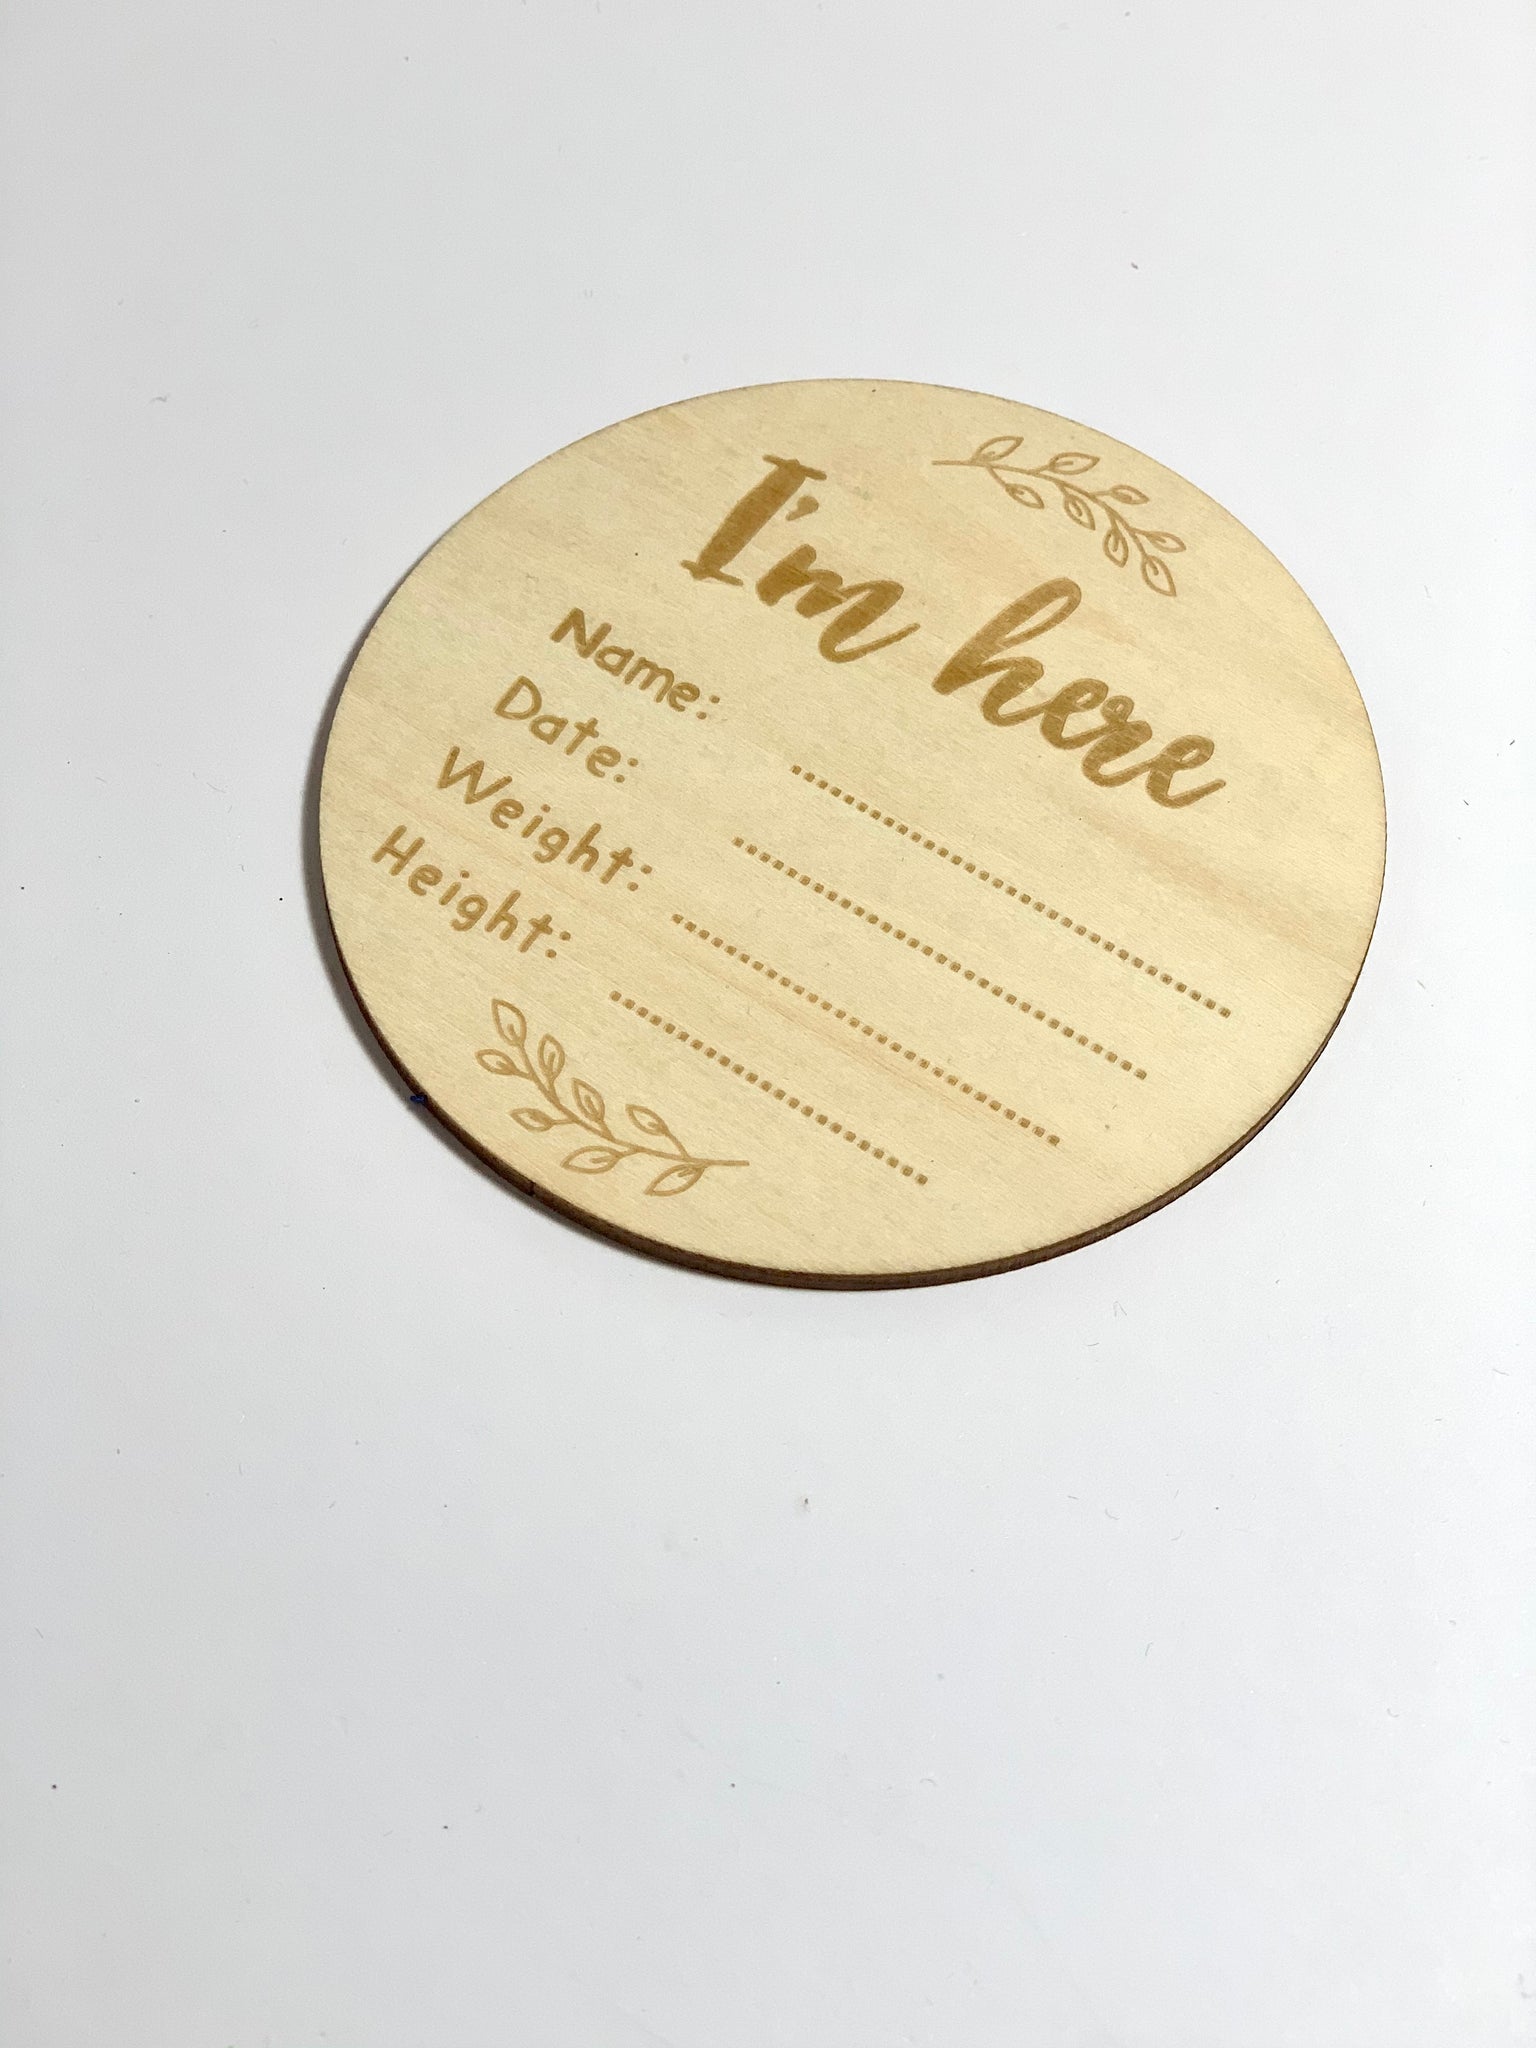 I'm here
Name: ..................................
Date: ................................
Weight: ..............................
Height: .........................